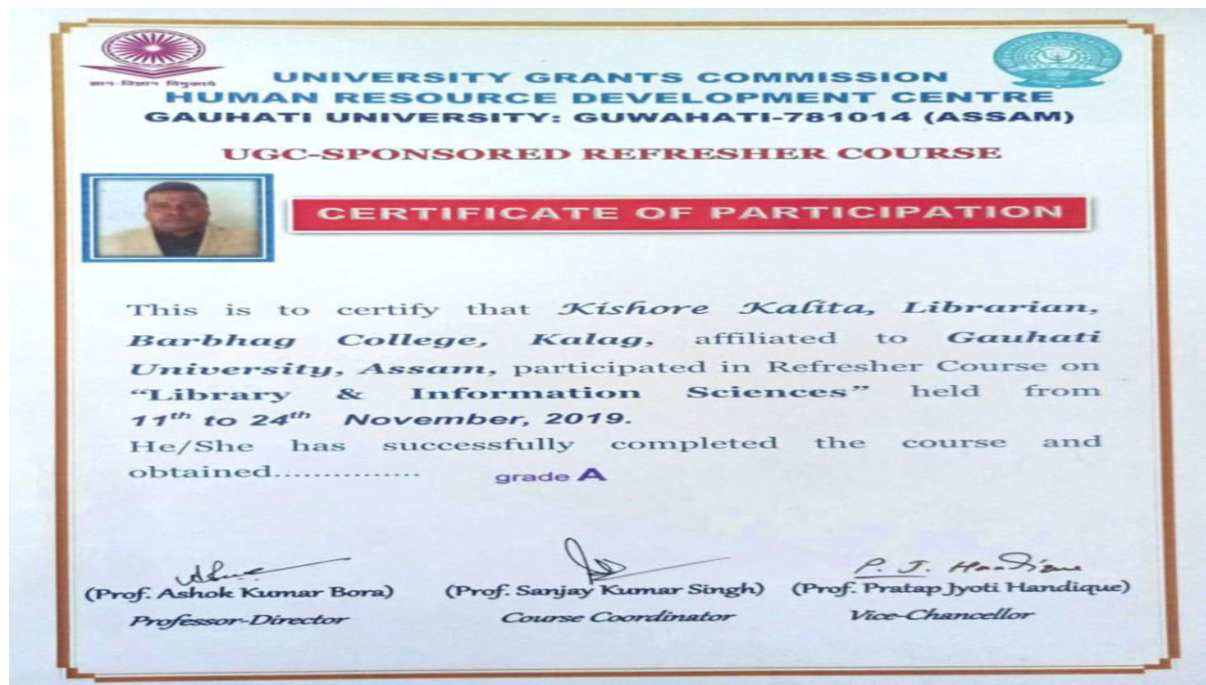 ज्ञान-विज्ञान विमुक्तये
UNIVERSITY GRANTS COMMISSION
HUMAN RESOURCE DEVELOPMENT CENTRE
GAUHATI UNIVERSITY: GUWAHATI-781014 (ASSAM)
UGC-SPONSORED REFRESHER COURSE
CERTIFICATE OF PARTICIPATION
This is to certify that Kishore Kalita, Librarian,
Barbhag College, Kalag, affiliated to Gauhati
University, Assam, participated in Refresher Course on
“Library & Information Sciences” held from
11th to 24th November, 2019.
He/She has successfully completed the course and
obtained............... grade A
P. J. Handique
(Prof. Ashok Kumar Bora) (Prof. Sanjay Kumar Singh) (Prof. Pratap Jyoti Handique)
Professor-Director Course Coordinator Vice-Chancellor